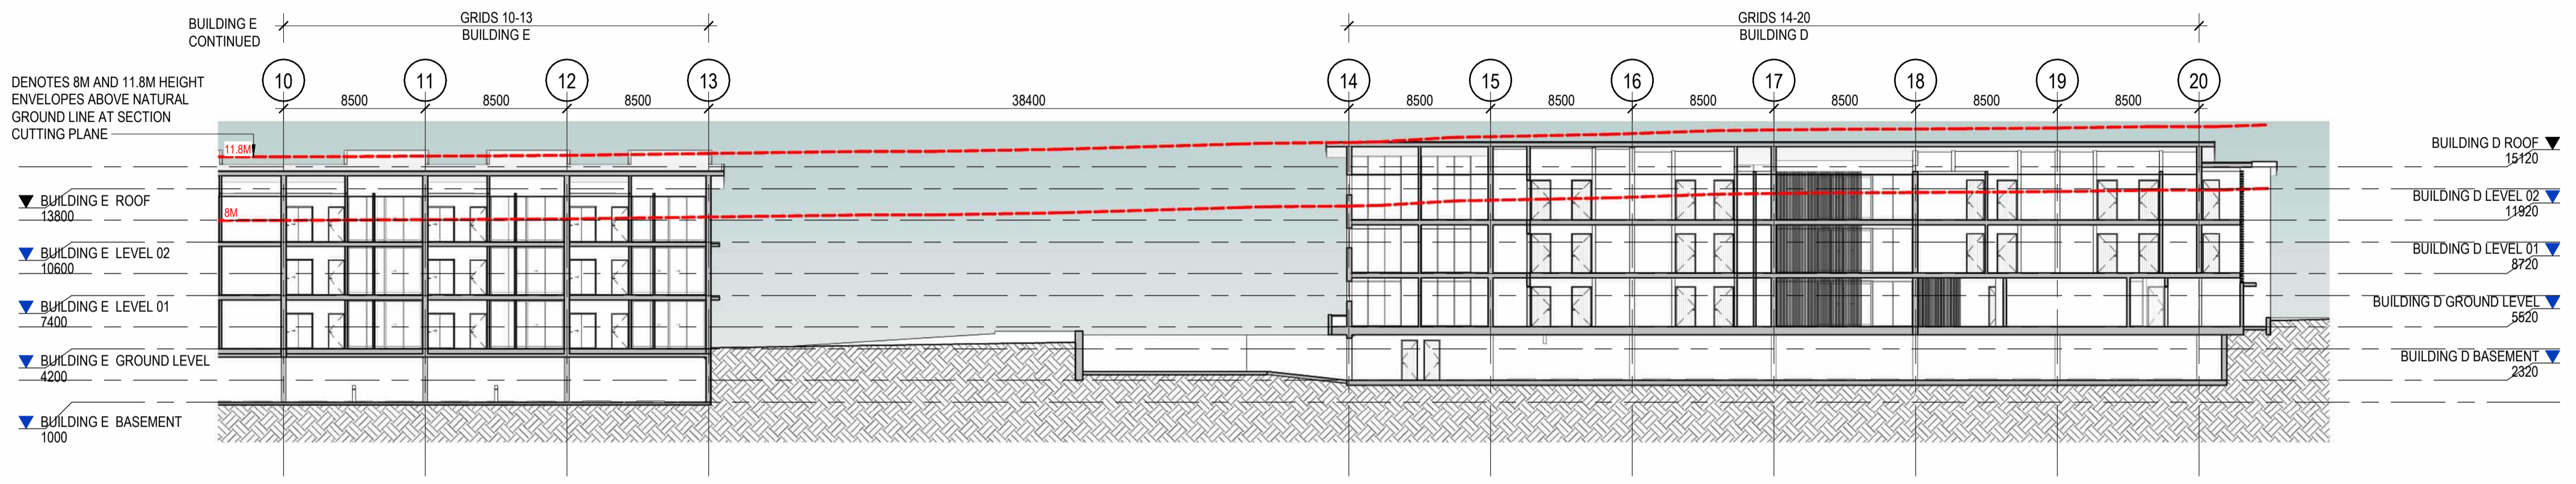 BUILDING E
CONTINUED
GRIDS 10-13
BUILDING E
GRIDS 14-20
BUILDING D
DENOTES 8M AND 11.8M HEIGHT
ENVELOPES ABOVE NATURAL
GROUND LINE AT SECTION
CUTTING PLANE
10 11 12 13 14 15 16 17 18 19 20
8500 8500 8500 38400 8500 8500 8500 8500 8500 8500
11.8M
8M
BUILDING E ROOF
13800
BUILDING E LEVEL 02
10600
BUILDING E LEVEL 01
7400
BUILDING E GROUND LEVEL
4200
BUILDING E BASEMENT
1000
BUILDING D ROOF
15120
BUILDING D LEVEL 02
11920
BUILDING D LEVEL 01
8720
BUILDING D GROUND LEVEL
5520
BUILDING D BASEMENT
2320